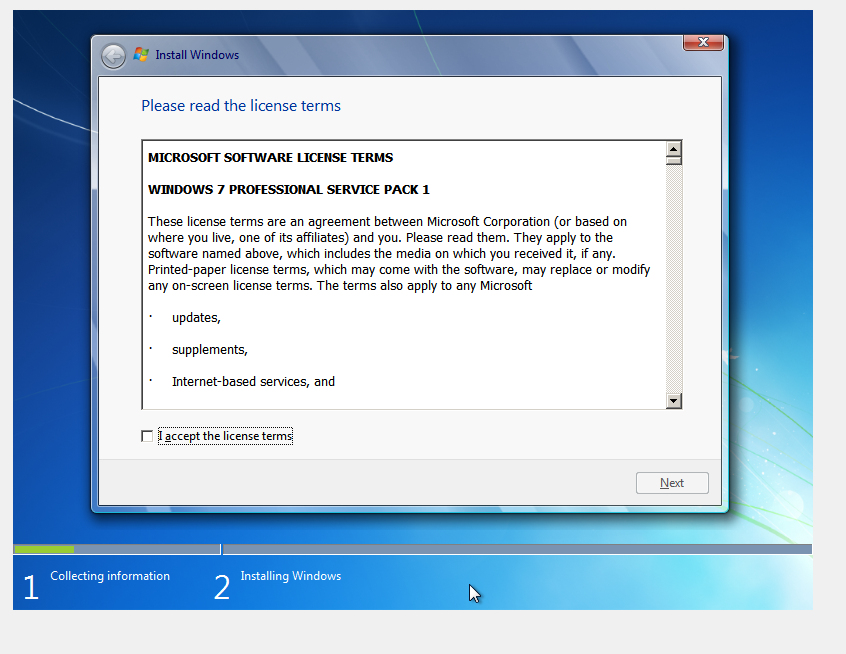 Install Windows
Please read the license terms
MICROSOFT SOFTWARE LICENSE TERMS
WINDOWS 7 PROFESSIONAL SERVICE PACK 1
These license terms are an agreement between Microsoft Corporation (or based on
where you live, one of its affiliates) and you. Please read them. They apply to the
software named above, which includes the media on which you received it, if any.
Printed-paper license terms, which may come with the software, may replace or modify
any on-screen license terms. The terms also apply to any Microsoft
· updates,
· supplements,
· Internet-based services, and
I accept the license terms
Next
1 Collecting information
2 Installing Windows